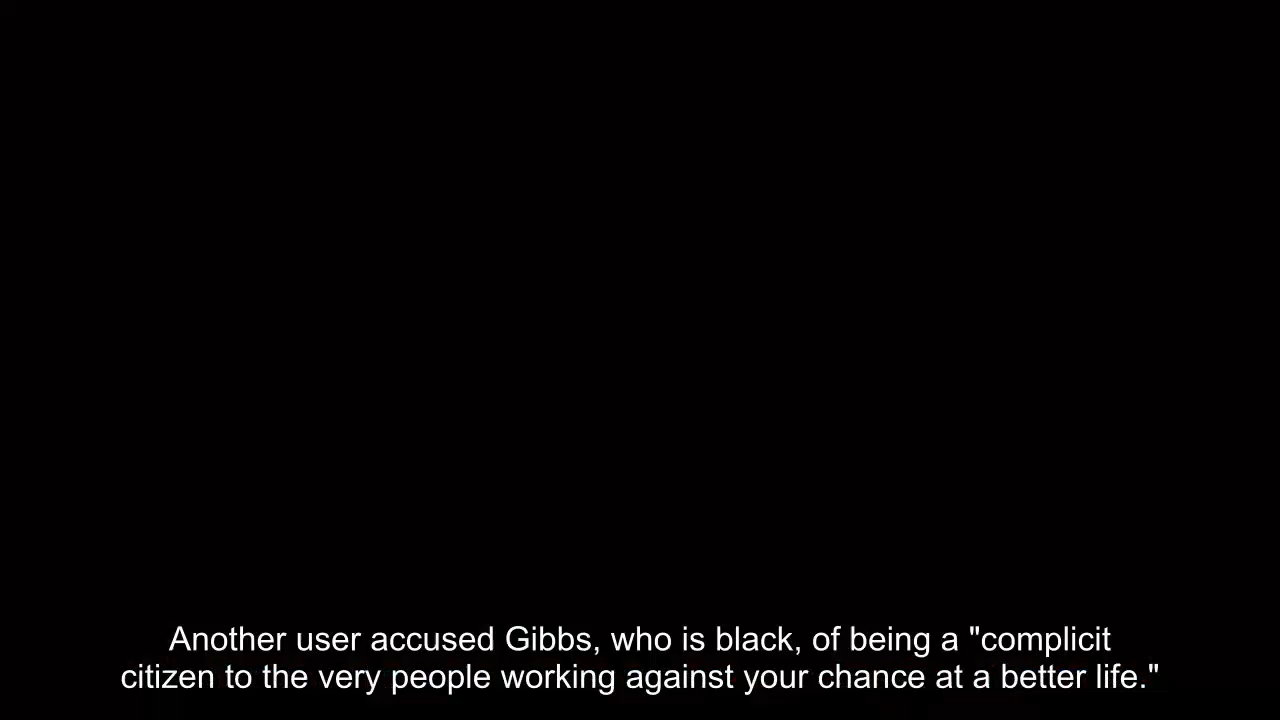 Another user accused Gibbs, who is black, of being a "complicit
citizen to the very people working against your chance at a better life."